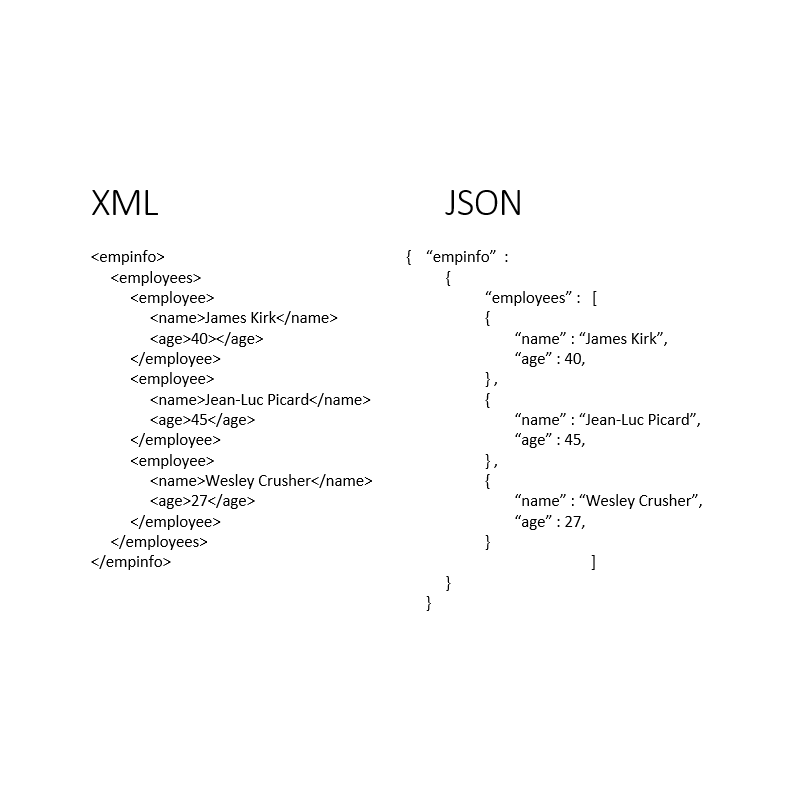 XML
<empinfo>
<employees>
<employee>
<name>James Kirk</name>
<age>40></age>
</employee>
<employee>
<name>Jean-Luc Picard</name>
<age>45</age>
</employee>
<employee>
<name>Wesley Crusher</name>
<age>27</age>
</employee>
</employees>
</empinfo>
JSON
{ “empinfo” :
{
“employees” : [
{
“name” : “James Kirk”,
“age” : 40,
} ,
{
“name” : “Jean-Luc Picard”,
“age” : 45,
} ,
{
“name” : “Wesley Crusher”,
“age” : 27,
}
]
}
}